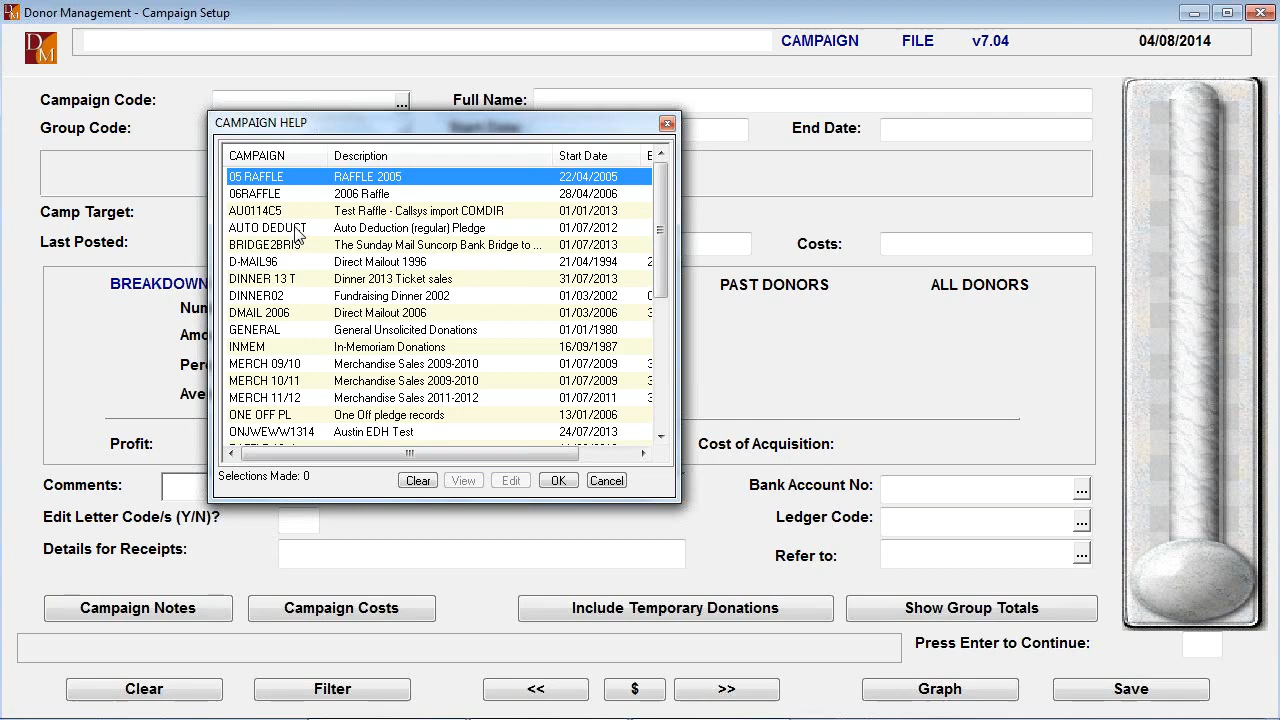 Donor Management - Campaign Setup
DM CAMPAIGN FILE v7.04 04/08/2014
Campaign Code: ... Full Name:
Group Code: Start Date: End Date:
Camp Target:
Last Posted: Costs:
BREAKDOWN PAST DONORS ALL DONORS
Profit: Cost of Acquisition:
CAMPAIGN HELP
CAMPAIGN Description Start Date E
05 RAFFLE RAFFLE 2005 22/04/2005
06RAFFLE 2006 Raffle 28/04/2006
AU0114C5 Test Raffle - Callsys import COMDIR 01/01/2013
AUTO DEDUCT Auto Deduction (regular) Pledge 01/07/2012
BRIDGE2BRIS The Sunday Mail Suncorp Bank Bridge to ... 01/07/2013
D-MAIL96 Direct Mailout 1996 21/04/1994 2
DINNER 13 T Dinner 2013 Ticket sales 31/07/2013
DINNER02 Fundraising Dinner 2002 01/03/2002 0
DMAIL 2006 Direct Mailout 2006 01/03/2006 3
GENERAL General Unsolicited Donations 01/01/1980
INMEM In-Memoriam Donations 16/09/1987
MERCH 09/10 Merchandise Sales 2009-2010 01/07/2009 3
MERCH 10/11 Merchandise Sales 2009-2010 01/07/2009 3
MERCH 11/12 Merchandise Sales 2011-2012 01/07/2011 3
ONE OFF PL One Off pledge records 13/01/2006
ONJWEWW1314 Austin EDH Test 24/07/2013
Selections Made: 0 Clear View Edit OK Cancel
Comments: Bank Account No: ...
Edit Letter Code/s (Y/N)? Ledger Code: ...
Details for Receipts: Refer to: ...
Campaign Notes Campaign Costs Include Temporary Donations Show Group Totals
Press Enter to Continue:
Clear Filter << $ >> Graph Save